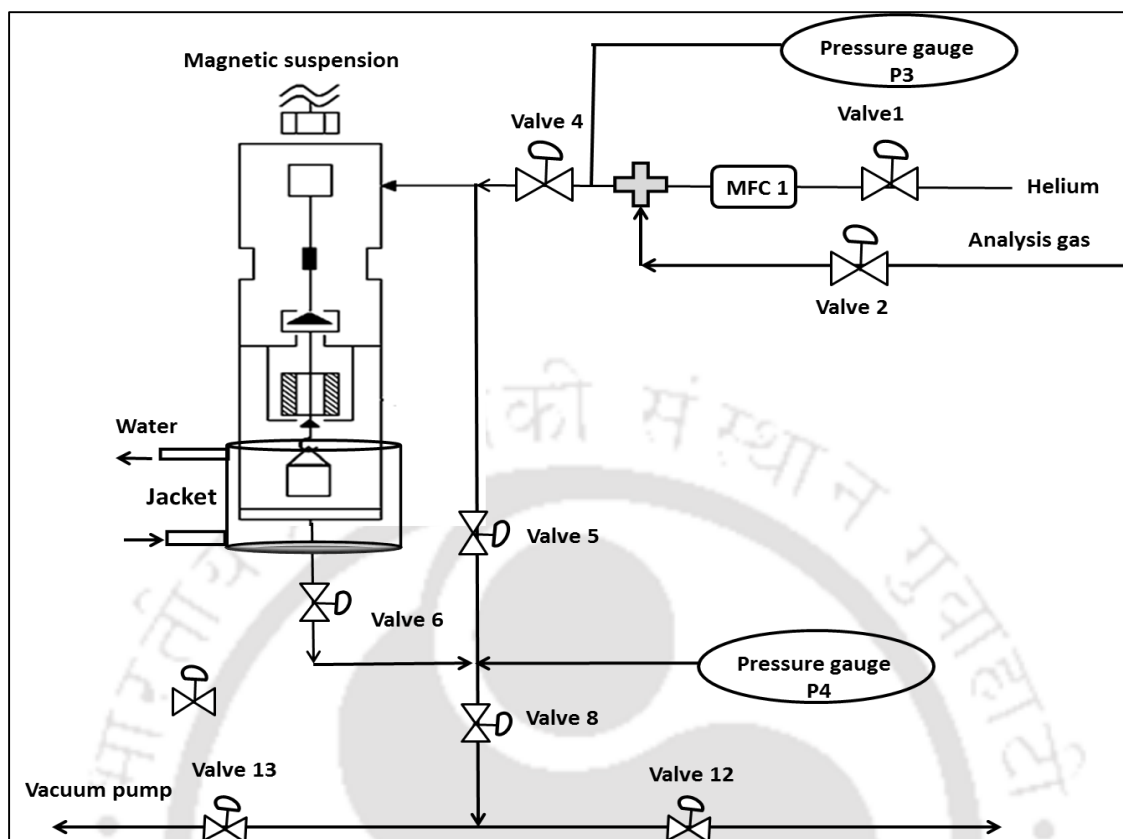 Magnetic suspension
Pressure gauge
P3
Valve 4
Valve1
MFC 1
Helium
Analysis gas
Valve 2
Water
Jacket
Valve 5
Valve 6
Pressure gauge
P4
Valve 8
Valve 13
Valve 12
Vacuum pump